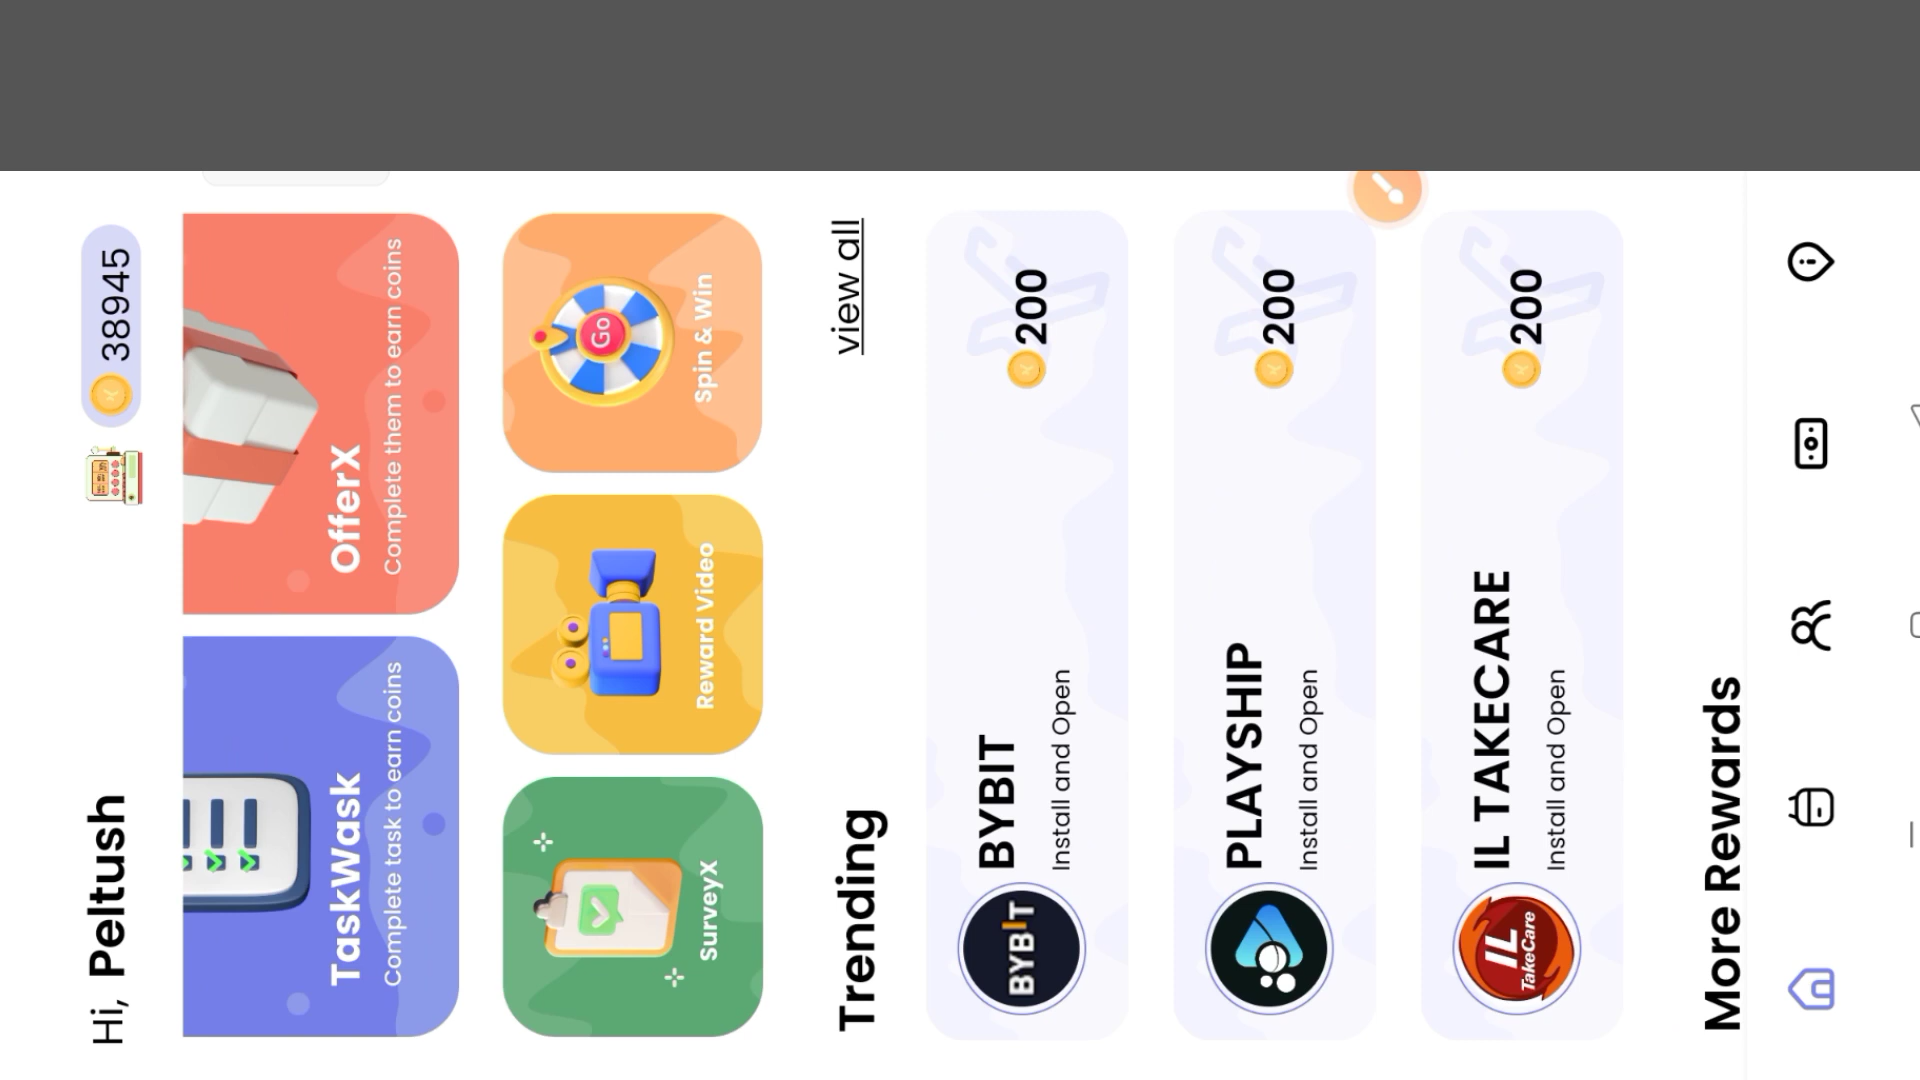 Hi, Peltush
38945
TaskWask
Complete task to earn coins
OfferX
Complete them to earn coins
SurveyX
Reward Video
Go
Spin & Win
Trending
view all
BYBIT
BYBIT
Install and Open
200
PLAYSHIP
Install and Open
200
IL
TakeCare
IL TAKECARE
Install and Open
200
More Rewards